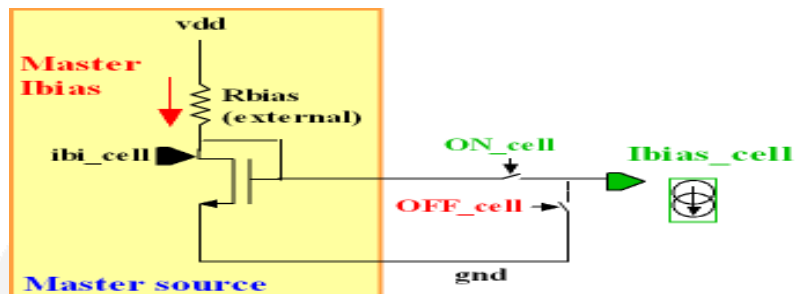 vdd
Master
Ibias
Rbias
(external)
ibi_cell
ON_cell
Ibias_cell
OFF_cell
gnd
Master source